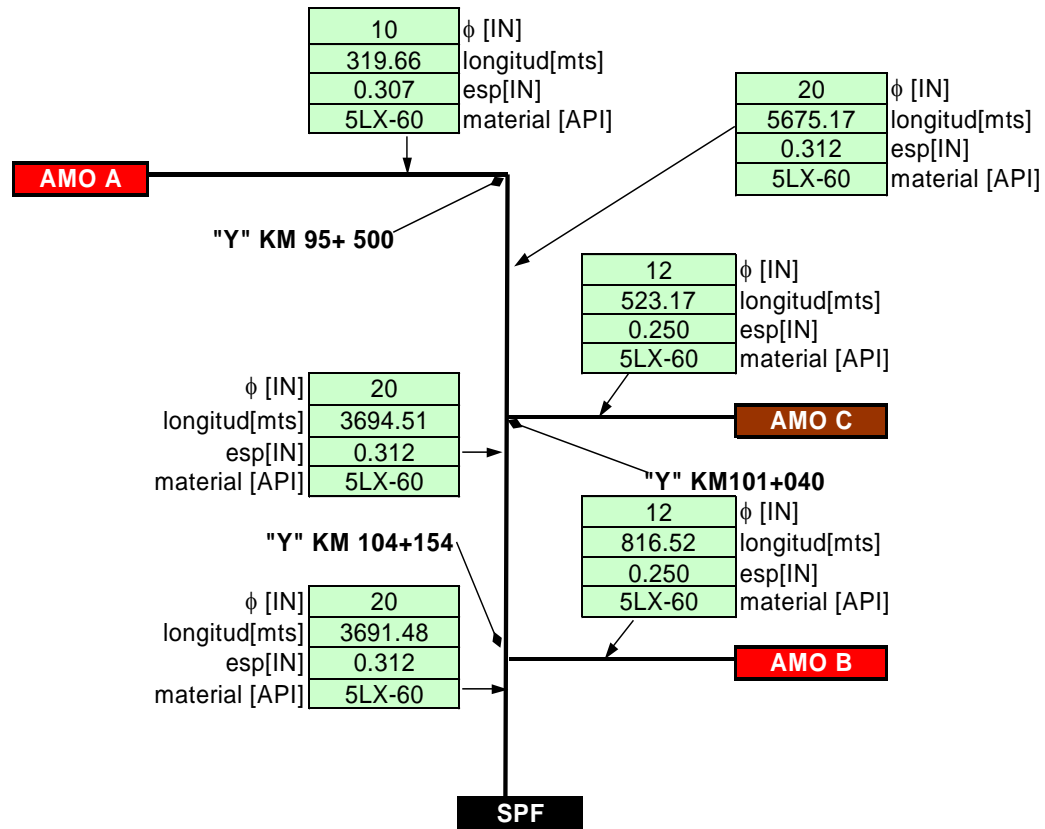 10 ϕ [IN]
319.66 longitud[mts]
0.307 esp[IN]
5LX-60 material [API]
20 ϕ [IN]
5675.17 longitud[mts]
0.312 esp[IN]
5LX-60 material [API]
AMO A
"Y" KM 95+ 500
12 ϕ [IN]
523.17 longitud[mts]
0.250 esp[IN]
5LX-60 material [API]
ϕ [IN] 20
longitud[mts] 3694.51
esp[IN] 0.312
material [API] 5LX-60
AMO C
"Y" KM101+040
12 ϕ [IN]
816.52 longitud[mts]
0.250 esp[IN]
5LX-60 material [API]
"Y" KM 104+154
ϕ [IN] 20
longitud[mts] 3691.48
esp[IN] 0.312
material [API] 5LX-60
AMO B
SPF